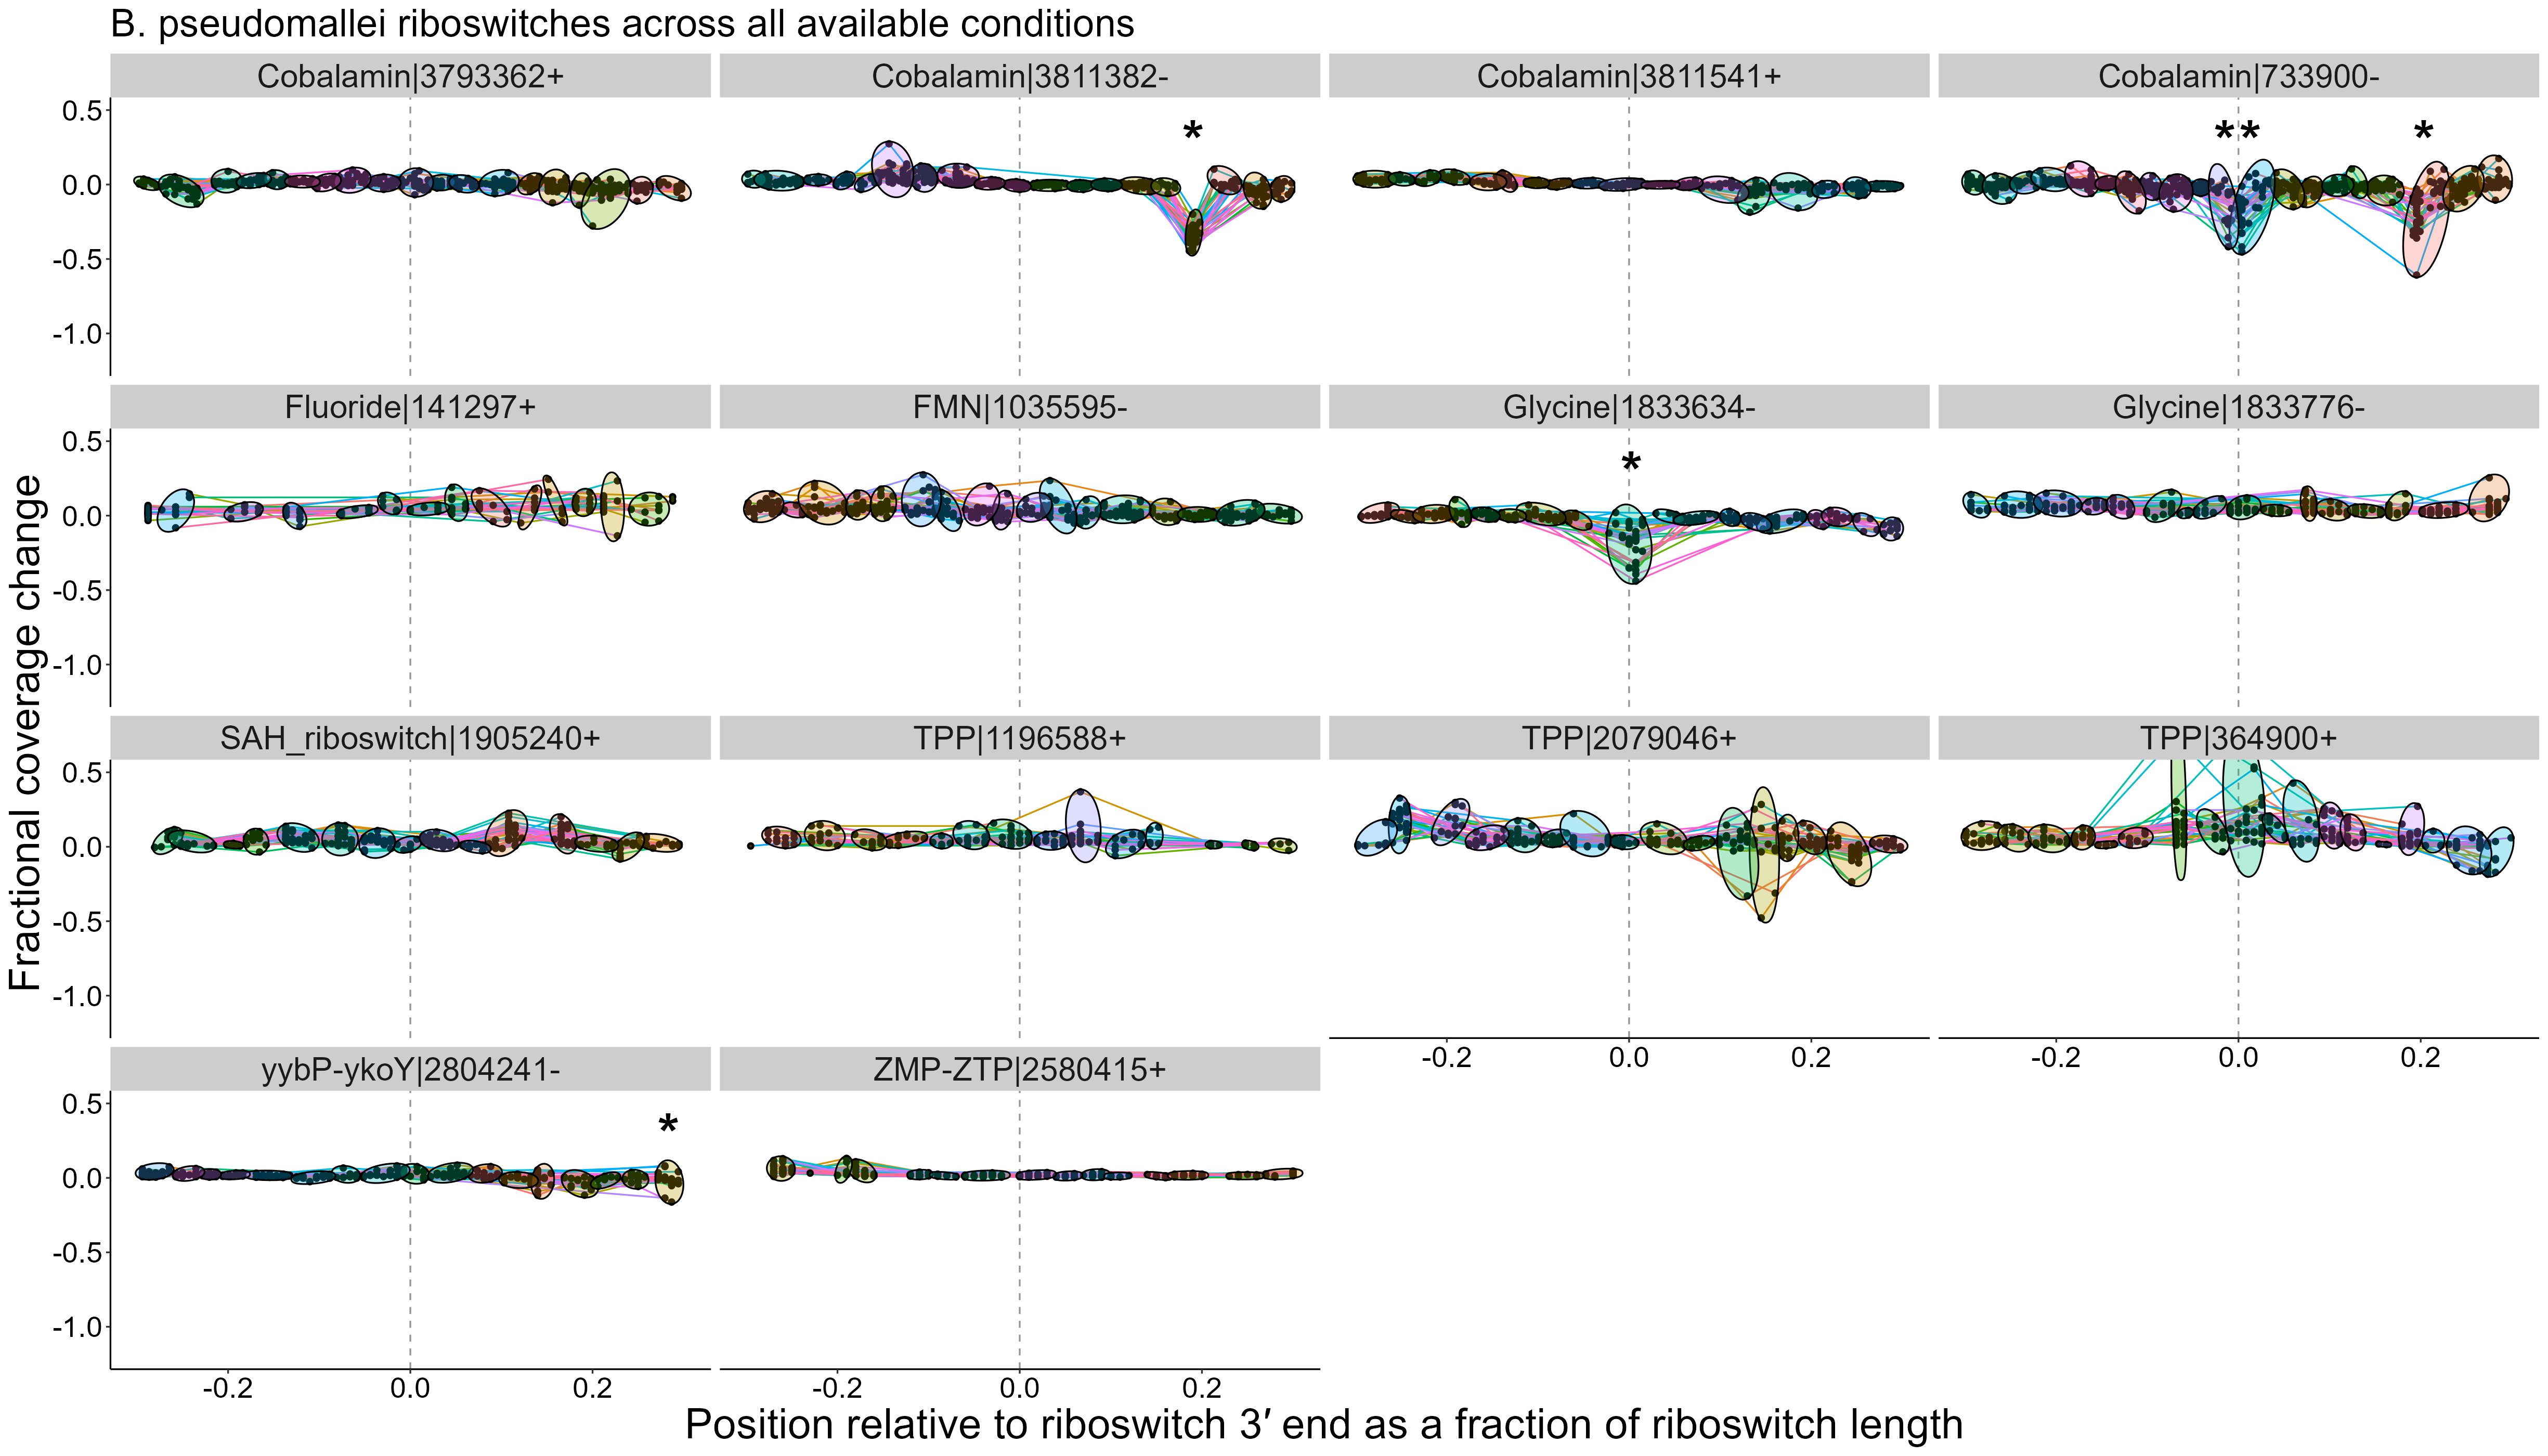 B. pseudomallei riboswitches across all available conditions
Cobalamin|3793362+
Cobalamin|3811382-
Cobalamin|3811541+
Cobalamin|733900-
0.5
0.0
-0.5
-1.0
*
**
*
Fluoride|141297+
FMN|1035595-
Glycine|1833634-
Glycine|1833776-
0.5
0.0
-0.5
-1.0
*
SAH_riboswitch|1905240+
TPP|1196588+
TPP|2079046+
TPP|364900+
0.5
0.0
-0.5
-1.0
-0.2 0.0 0.2
-0.2 0.0 0.2
yybP-ykoY|2804241-
ZMP-ZTP|2580415+
0.5
0.0
-0.5
-1.0
*
-0.2 0.0 0.2
-0.2 0.0 0.2
Fractional coverage change
Position relative to riboswitch 3′ end as a fraction of riboswitch length